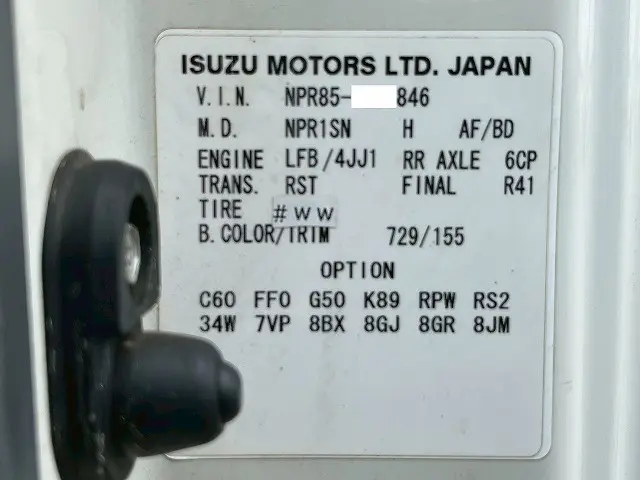 ISUZU MOTORS LTD. JAPAN
V.I.N. NPR85- 846
M.D. NPR1SN H AF/BD
ENGINE LFB/4JJ1 RR AXLE 6CP
TRANS. RST FINAL R41
TIRE #WW
B.COLOR/TRIM 729/155
OPTION
C60 FF0 G50 K89 RPW RS2
34W 7VP 8BX 8GJ 8GR 8JM